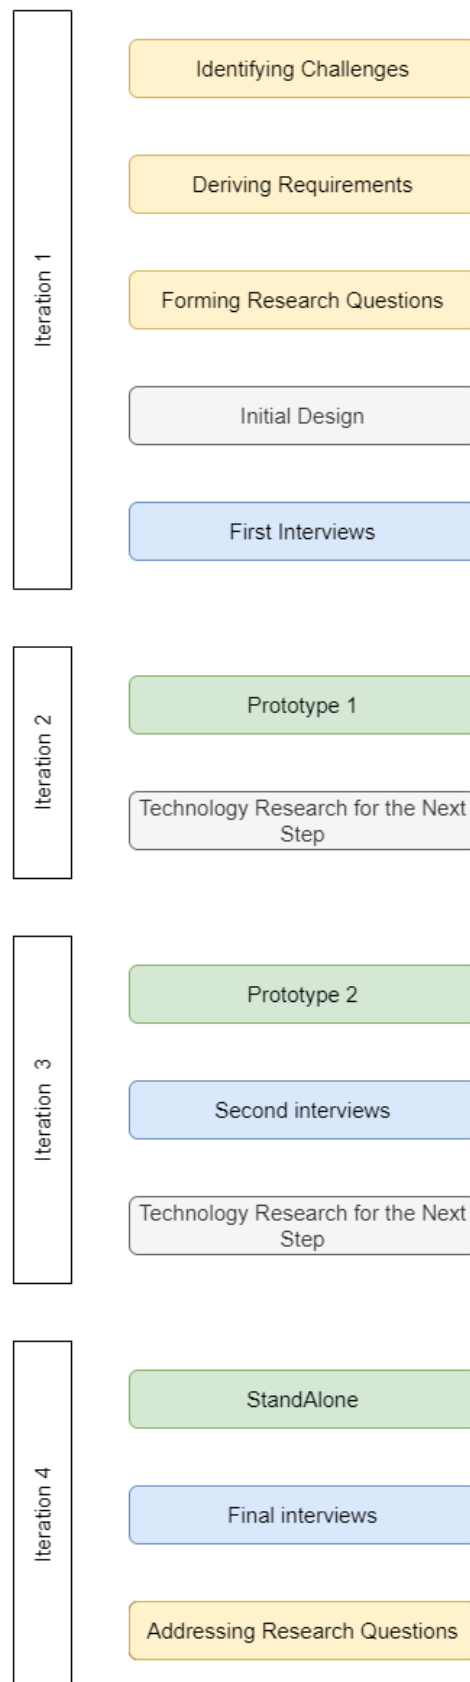 Iteration 1
Identifying Challenges
Deriving Requirements
Forming Research Questions
Initial Design
First Interviews
Iteration 2
Prototype 1
Technology Research for the Next
Step
Iteration 3
Prototype 2
Second interviews
Technology Research for the Next
Step
Iteration 4
StandAlone
Final interviews
Addressing Research Questions